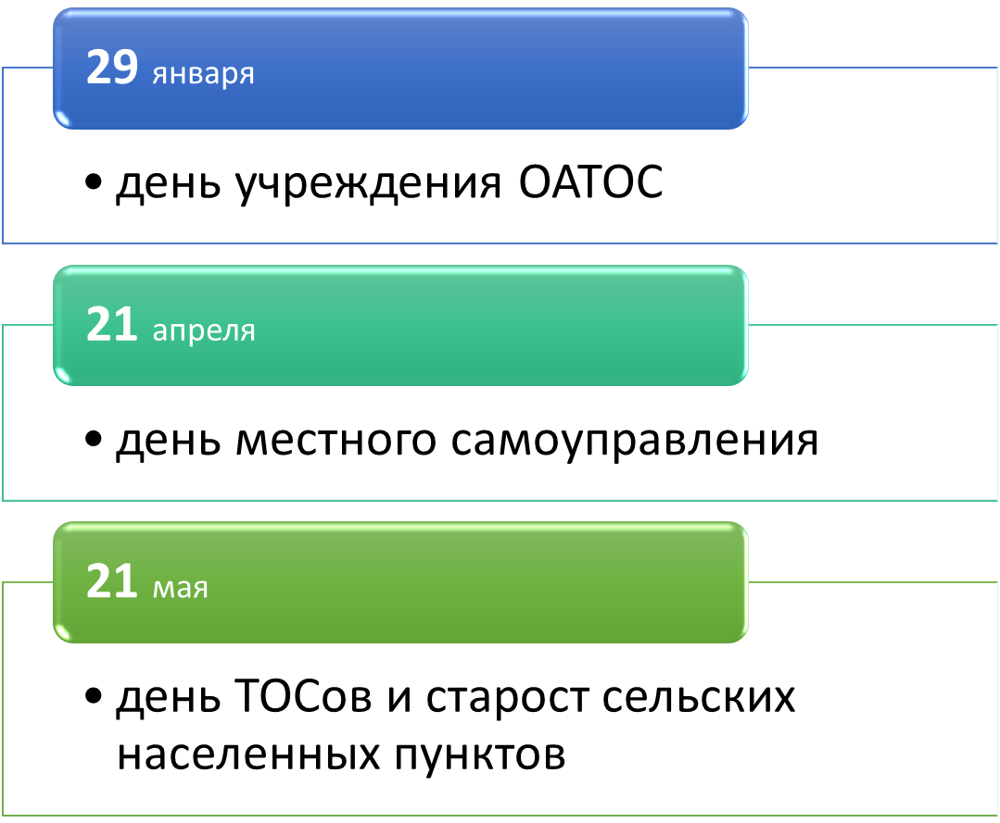 29 января
• день учреждения ОАТОС
21 апреля
• день местного самоуправления
21 мая
• день ТОСов и старост сельских
населенных пунктов